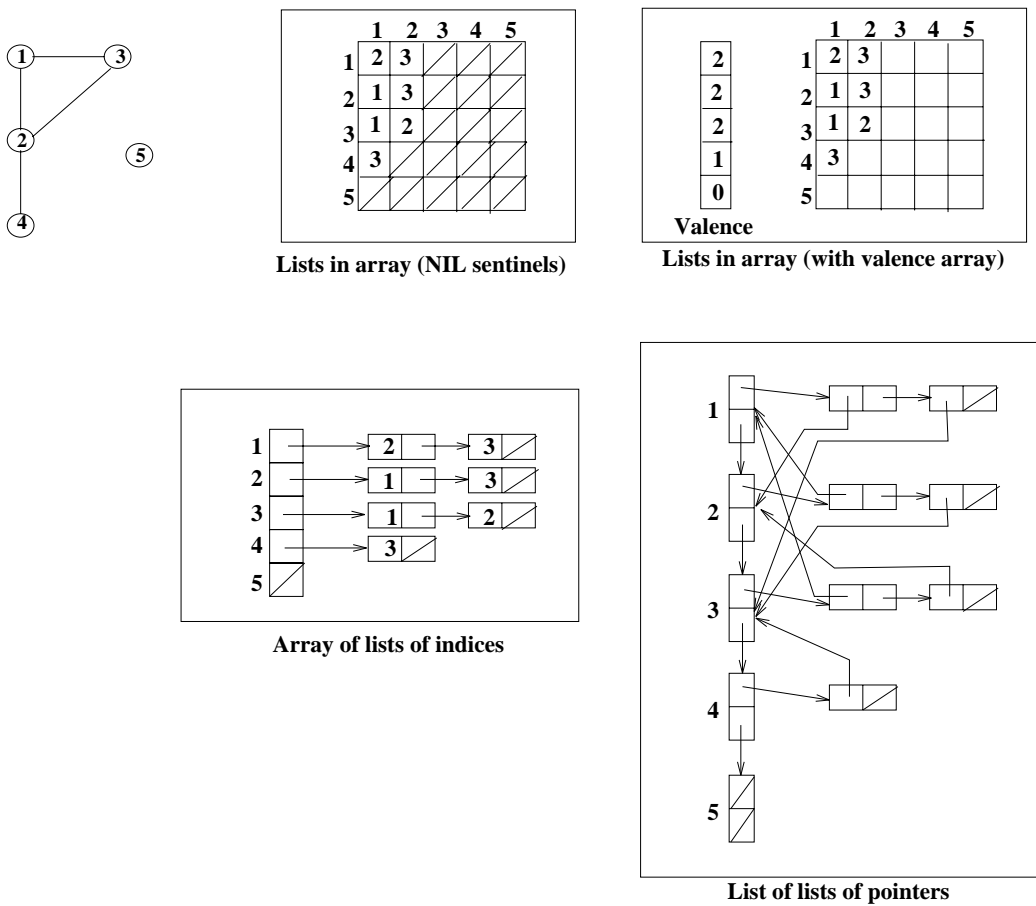 1 3
2
5
4
1 2 3 4 5
1 2 3
2 1 3
3 1 2
4 3
5
Lists in array (NIL sentinels)
2
2
2
1
0
Valence
1 2 3 4 5
1 2 3
2 1 3
3 1 2
4 3
5
Lists in array (with valence array)
1 2 3
2 1 3
3 1 2
4 3
5
Array of lists of indices
1
2
3
4
5
List of lists of pointers